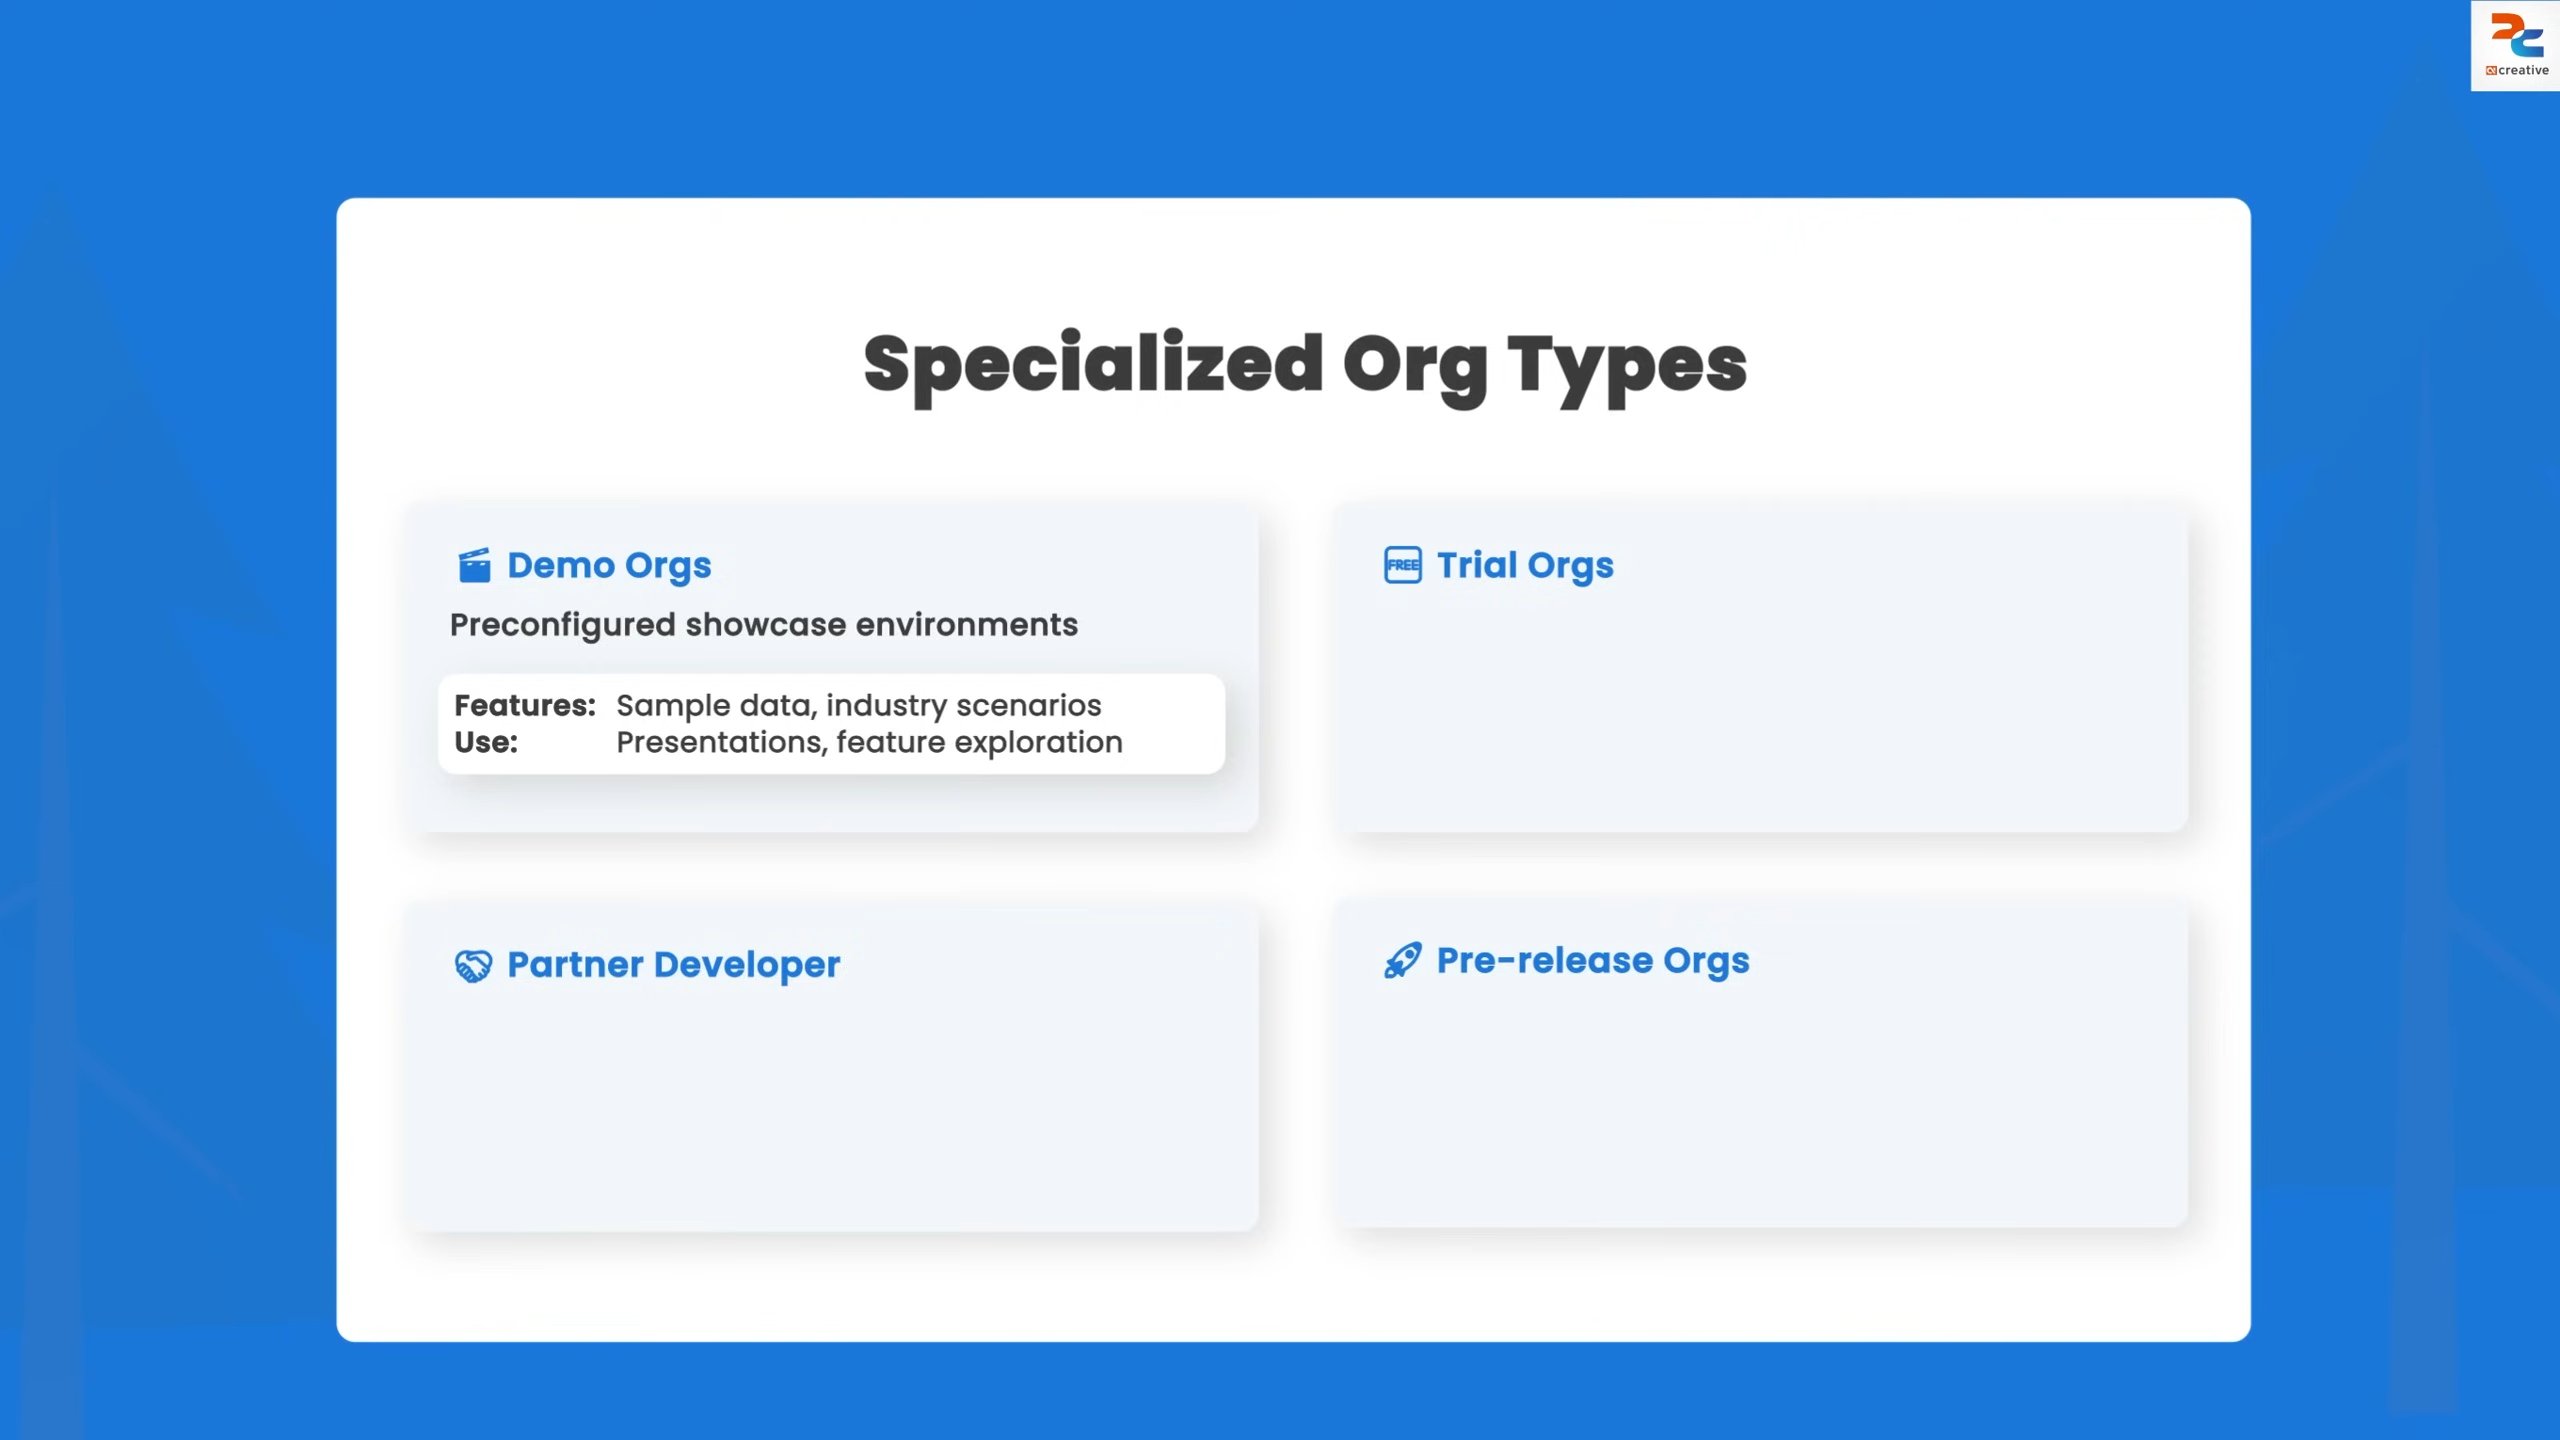 creative
Specialized Org Types
Demo Orgs
Preconfigured showcase environments
Features: Sample data, industry scenarios
Use: Presentations, feature exploration
FREE Trial Orgs
Partner Developer
Pre-release Orgs